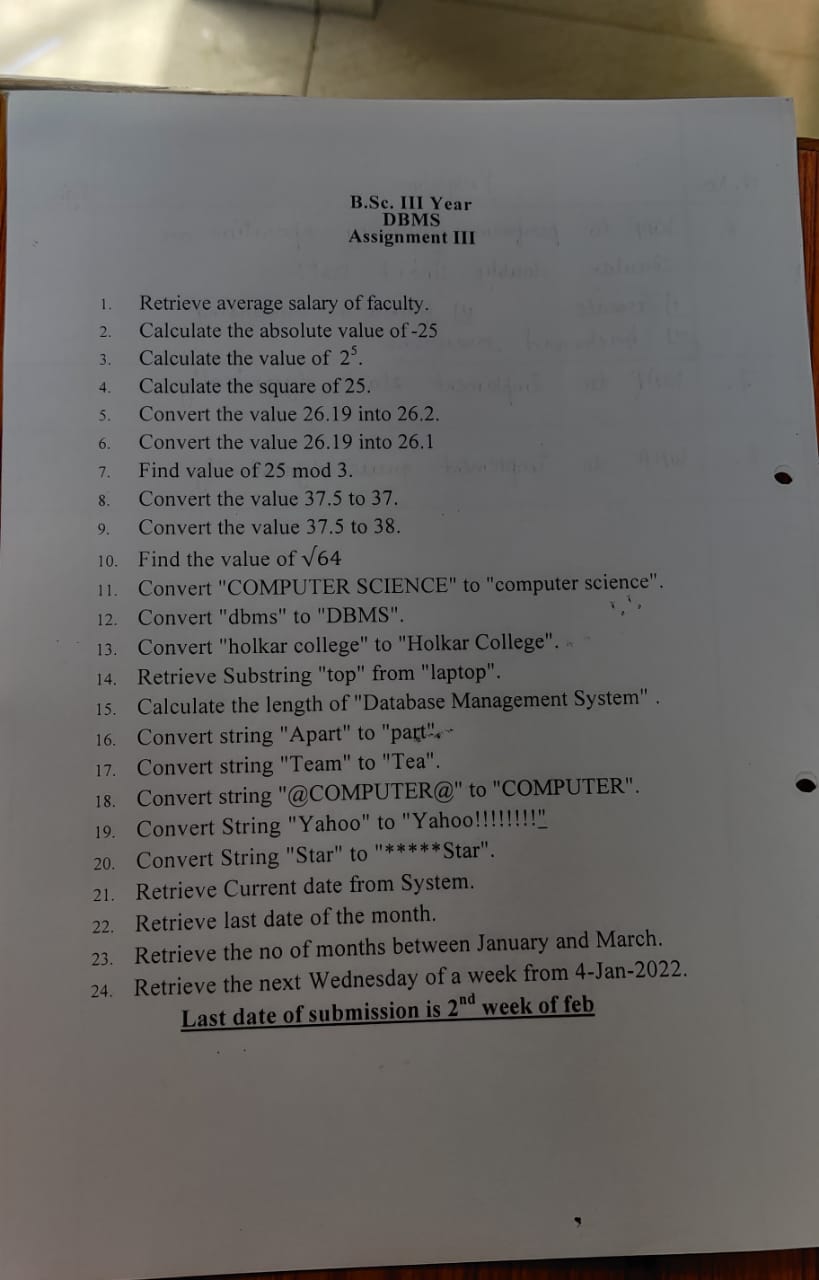 B.Sc. III Year
DBMS
Assignment III
1. Retrieve average salary of faculty.
2. Calculate the absolute value of -25
3. Calculate the value of 2⁵.
4. Calculate the square of 25.
5. Convert the value 26.19 into 26.2.
6. Convert the value 26.19 into 26.1
7. Find value of 25 mod 3.
8. Convert the value 37.5 to 37.
9. Convert the value 37.5 to 38.
10. Find the value of √64
11. Convert "COMPUTER SCIENCE" to "computer science".
12. Convert "dbms" to "DBMS".
13. Convert "holkar college" to "Holkar College".
14. Retrieve Substring "top" from "laptop".
15. Calculate the length of "Database Management System" .
16. Convert string "Apart" to "part".
17. Convert string "Team" to "Tea".
18. Convert string "@COMPUTER@" to "COMPUTER".
19. Convert String "Yahoo" to "Yahoo!!!!!!!!"
20. Convert String "Star" to "*****Star".
21. Retrieve Current date from System.
22. Retrieve last date of the month.
23. Retrieve the no of months between January and March.
24. Retrieve the next Wednesday of a week from 4-Jan-2022.
Last date of submission is 2nd week of feb